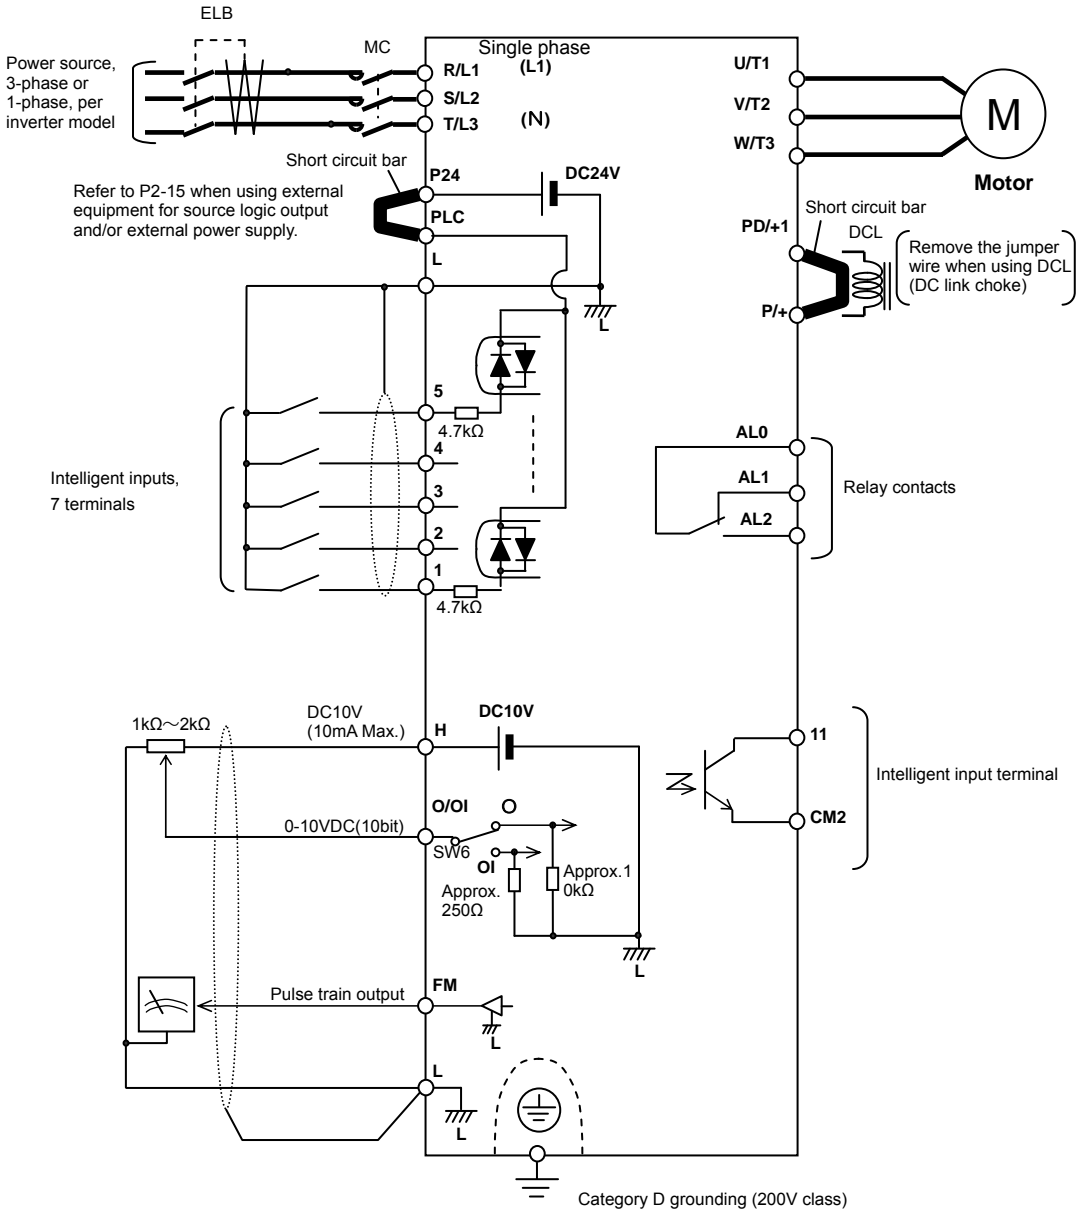 ELB
MC
Power source,
3-phase or
1-phase, per
inverter model
Single phase
R/L1
(L1)
S/L2
T/L3
(N)
U/T1
V/T2
W/T3
M
Motor
Short circuit bar
P24
DC24V
Refer to P2-15 when using external
equipment for source logic output
and/or external power supply.
PLC
L
L
Short circuit bar
PD/+1
DCL
Remove the jumper
wire when using DCL
(DC link choke)
P/+
5
4.7kΩ
4
3
2
1
4.7kΩ
Intelligent inputs,
7 terminals
AL0
AL1
AL2
Relay contacts
DC10V
(10mA Max.)
1kΩ～2kΩ
H
DC10V
O/OI
O
0-10VDC(10bit)
SW6
OI
Approx.
250Ω
Approx.1
0kΩ
L
11
Intelligent input terminal
CM2
FM
Pulse train output
L
L
L
Category D grounding (200V class)